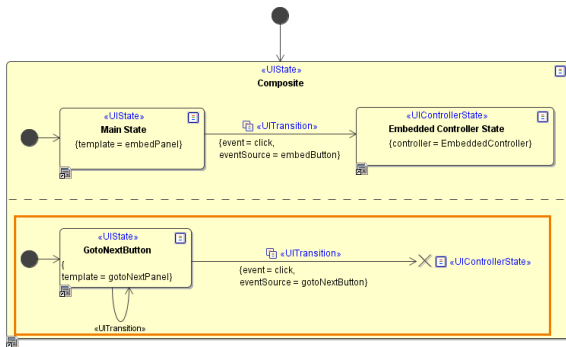 «UIState»
Composite
«UIState»
Main State
{template = embedPanel}
«UITransition»
{event = click,
eventSource = embedButton}
«UIControllerState»
Embedded Controller State
{controller = EmbeddedController}
«UIState»
GotoNextButton
{
template = gotoNextPanel}
«UITransition»
{event = click,
eventSource = gotoNextButton}
«UIControllerState»
«UITransition»